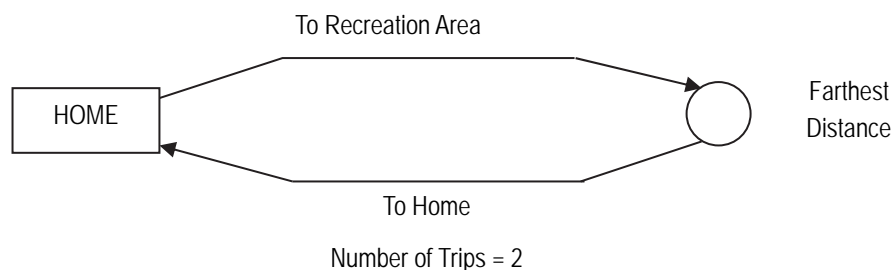 To Recreation Area
HOME
Farthest
Distance
To Home
Number of Trips = 2